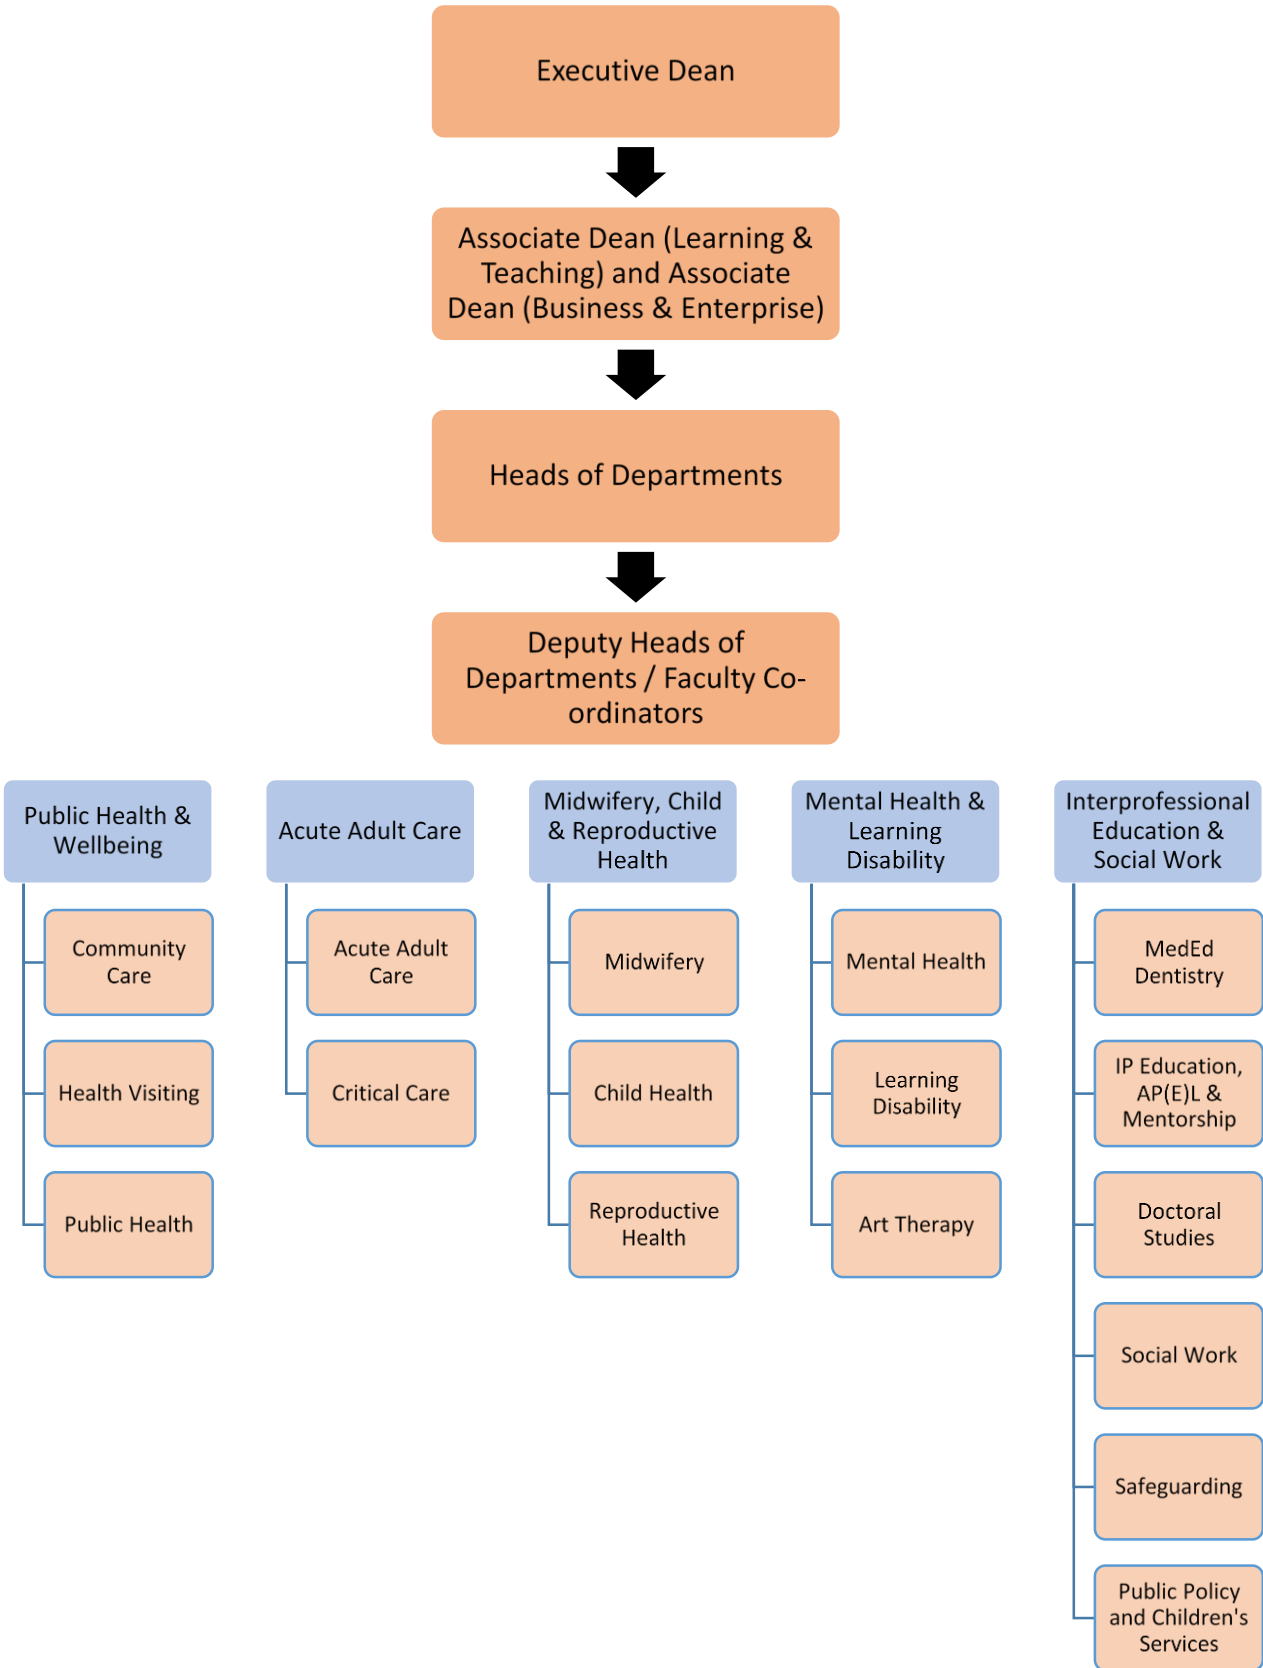 Executive Dean
Associate Dean (Learning &
Teaching) and Associate
Dean (Business & Enterprise)
Heads of Departments
Deputy Heads of
Departments / Faculty Co-
ordinators
Public Health &
Wellbeing
Community
Care
Health Visiting
Public Health
Acute Adult Care
Acute Adult
Care
Critical Care
Midwifery, Child
& Reproductive
Health
Midwifery
Child Health
Reproductive
Health
Mental Health &
Learning
Disability
Mental Health
Learning
Disability
Art Therapy
Interprofessional
Education &
Social Work
MedEd
Dentistry
IP Education,
AP(E)L &
Mentorship
Doctoral
Studies
Social Work
Safeguarding
Public Policy
and Children's
Services